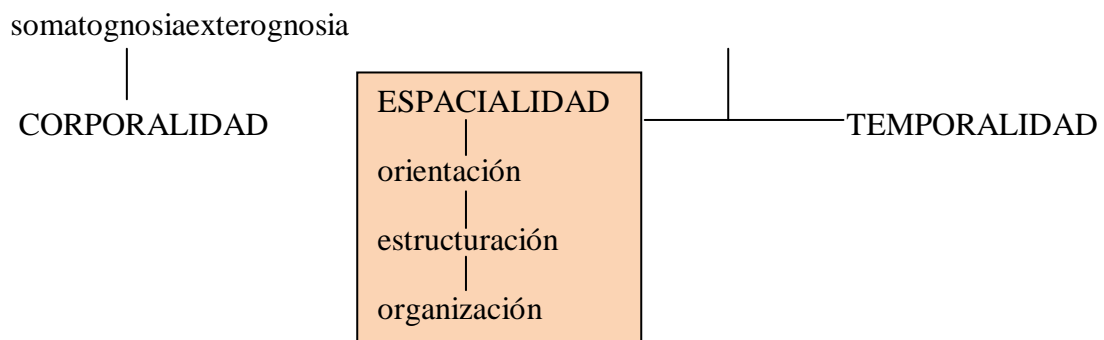 somatognosiaexterognosia
CORPORALIDAD
ESPACIALIDAD
TEMPORALIDAD
orientación
estructuración
organización